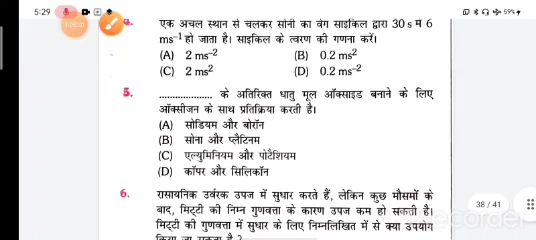 5:29
59%
एक अचल स्थान से चलकर सोनी का वेग साइकिल द्वारा 30 s में 6
ms⁻¹ हो जाता है। साइकिल के त्वरण की गणना करें।
(A) 2 ms⁻² (B) 0.2 ms²
(C) 2 ms² (D) 0.2 ms⁻²
5. .................... के अतिरिक्त धातु मूल ऑक्साइड बनाने के लिए
ऑक्सीजन के साथ प्रतिक्रिया करती है।
(A) सोडियम और बोरॉन
(B) सोना और प्लैटिनम
(C) एल्युमिनियम और पोटैशियम
(D) कॉपर और सिलिकॉन
38 / 41
6. रासायनिक उर्वरक उपज में सुधार करते हैं, लेकिन कुछ मौसमों के
बाद, मिट्टी की निम्न गुणवत्ता के कारण उपज कम हो सकती है।
मिट्टी की गुणवत्ता में सुधार के लिए निम्नलिखित में से क्या उपयोग
किया जा सकता है?